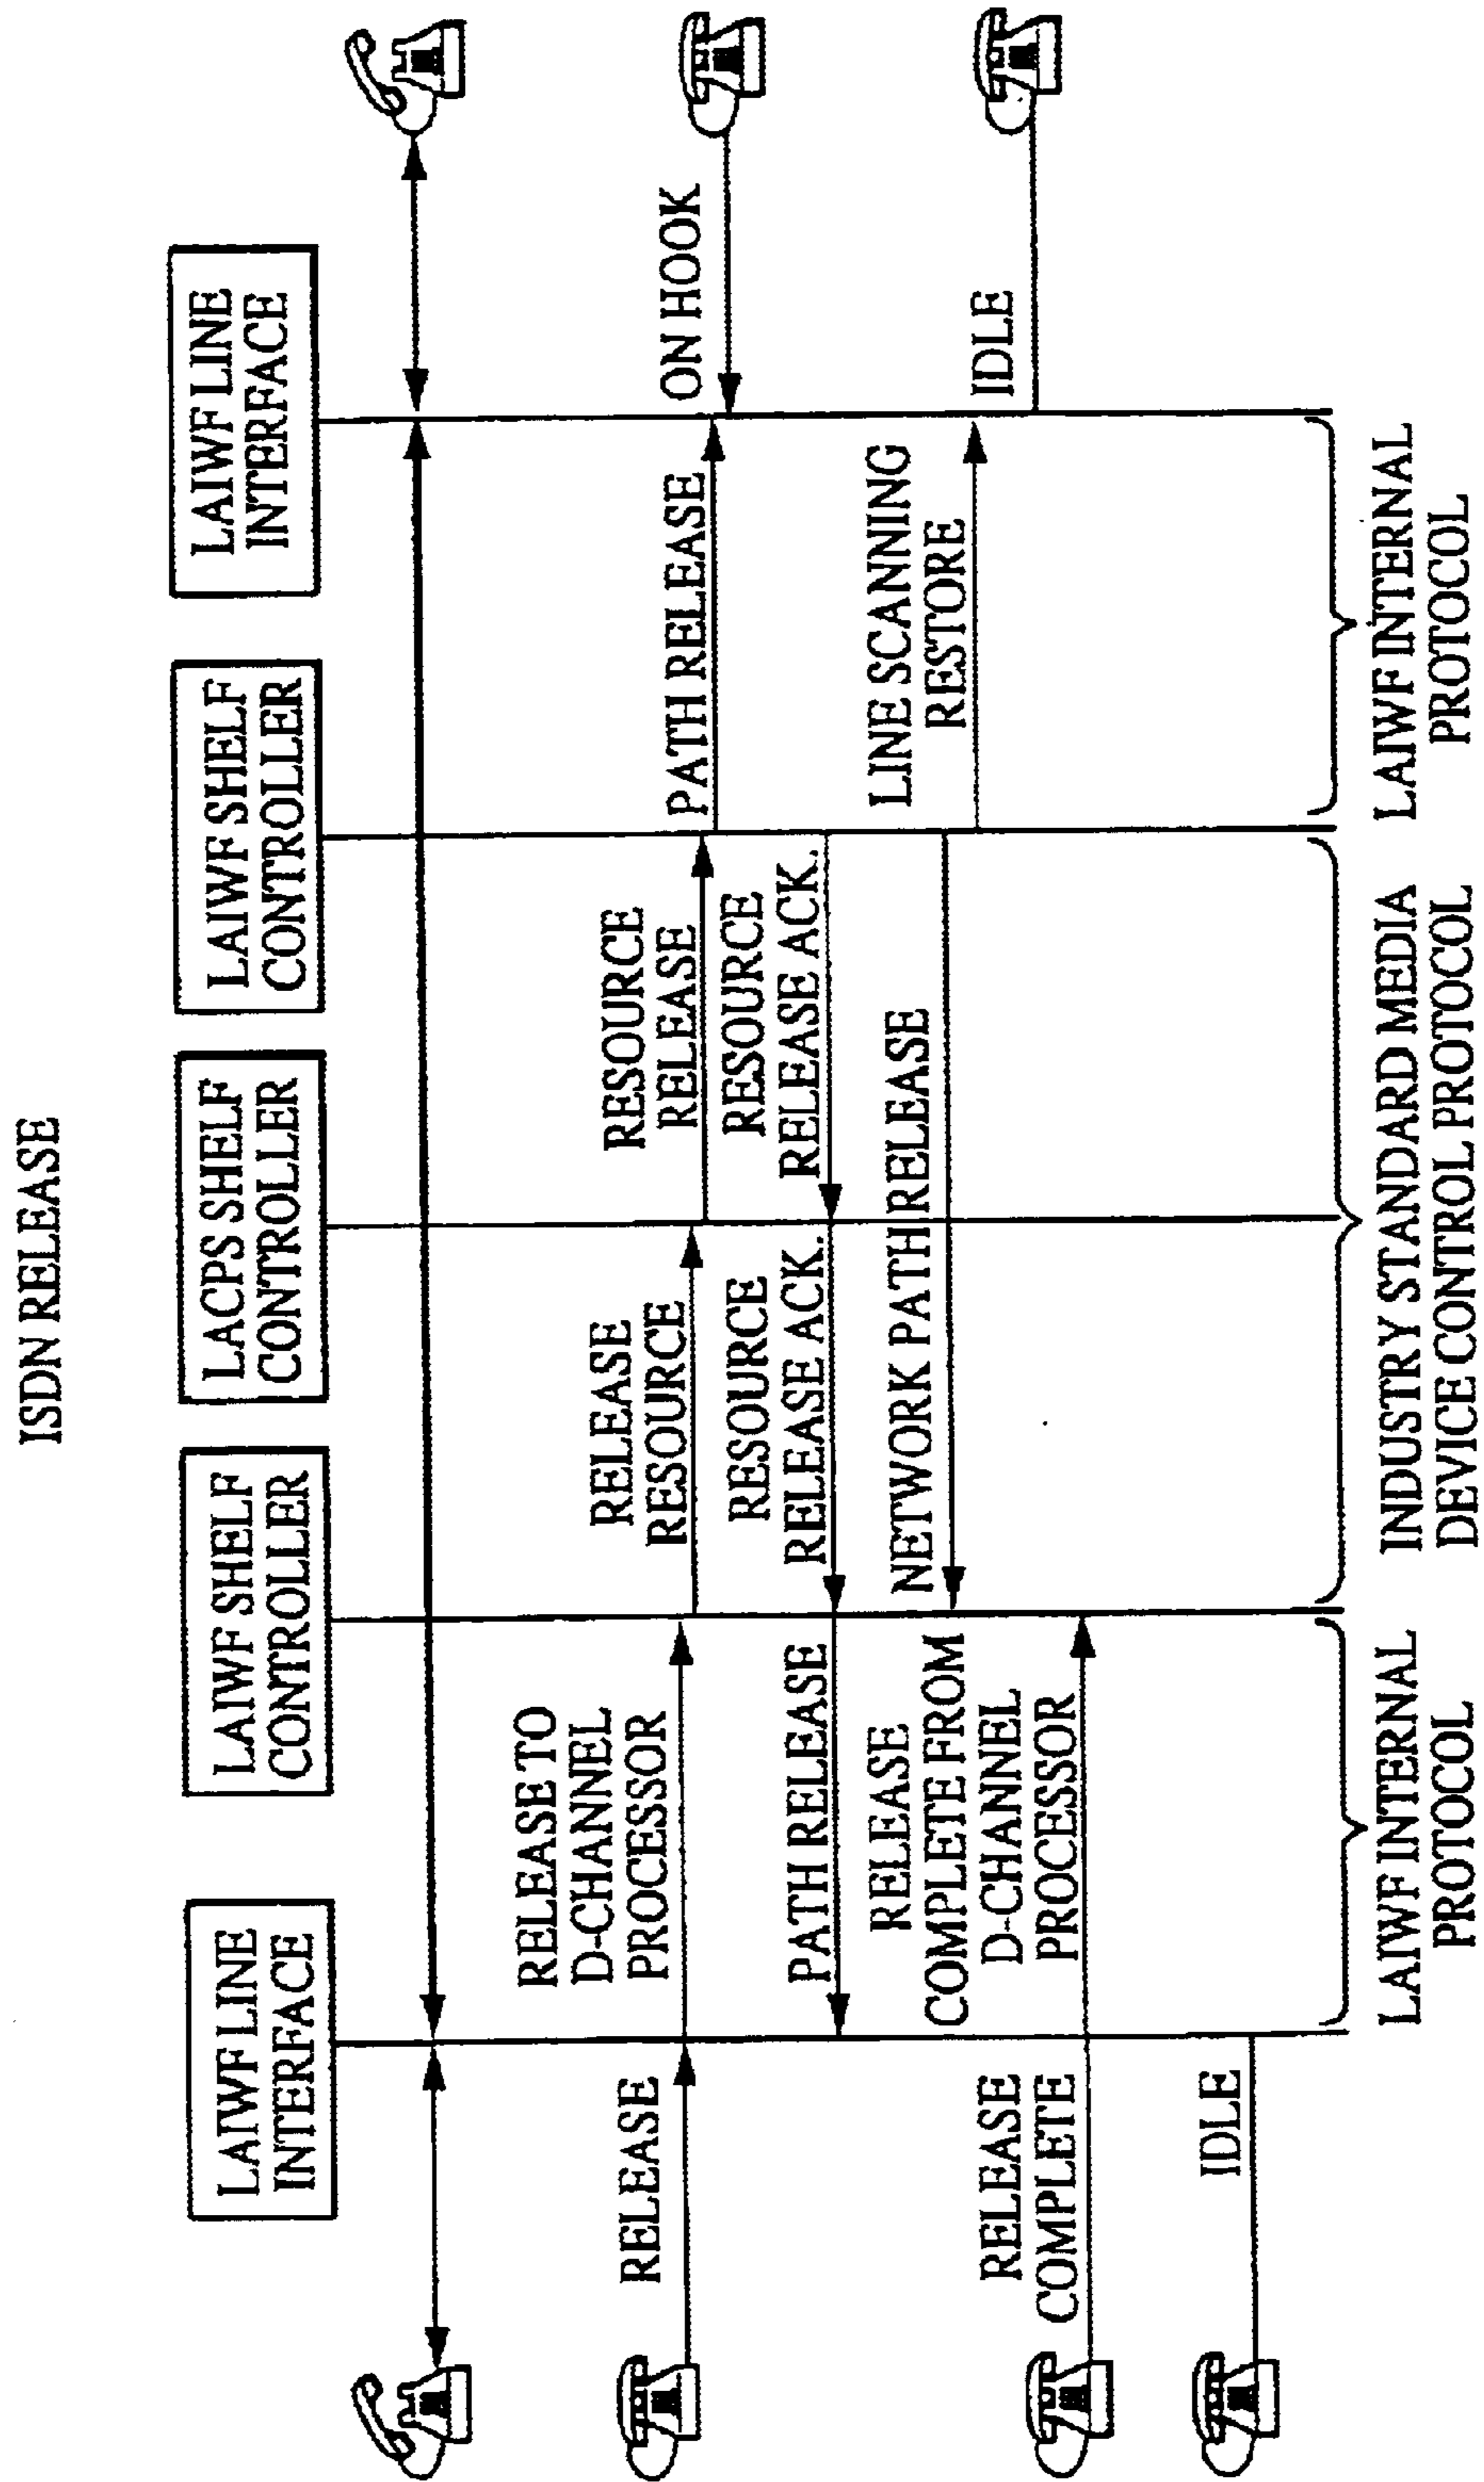 ISDN RELEASE
LAIWF LINE
INTERFACE
LAIWF SHELF
CONTROLLER
LACPS SHELF
CONTROLLER
LAIWF SHELF
CONTROLLER
LAIWF LINE
INTERFACE
RELEASE
RELEASE TO
D-CHANNEL
PROCESSOR
RELEASE
RESOURCE
RESOURCE
RELEASE
PATH RELEASE
ON HOOK
PATH RELEASE
RESOURCE
RELEASE ACK.
RESOURCE
RELEASE ACK.
NETWORK PATH RELEASE
LINE SCANNING
RESTORE
IDLE
RELEASE
COMPLETE
RELEASE
COMPLETE FROM
D-CHANNEL
PROCESSOR
IDLE
LAIWF INTERNAL
PROTOCOL
INDUSTRY STANDARD MEDIA
DEVICE CONTROL PROTOCOL
LAIWF INTERNAL
PROTOCOL